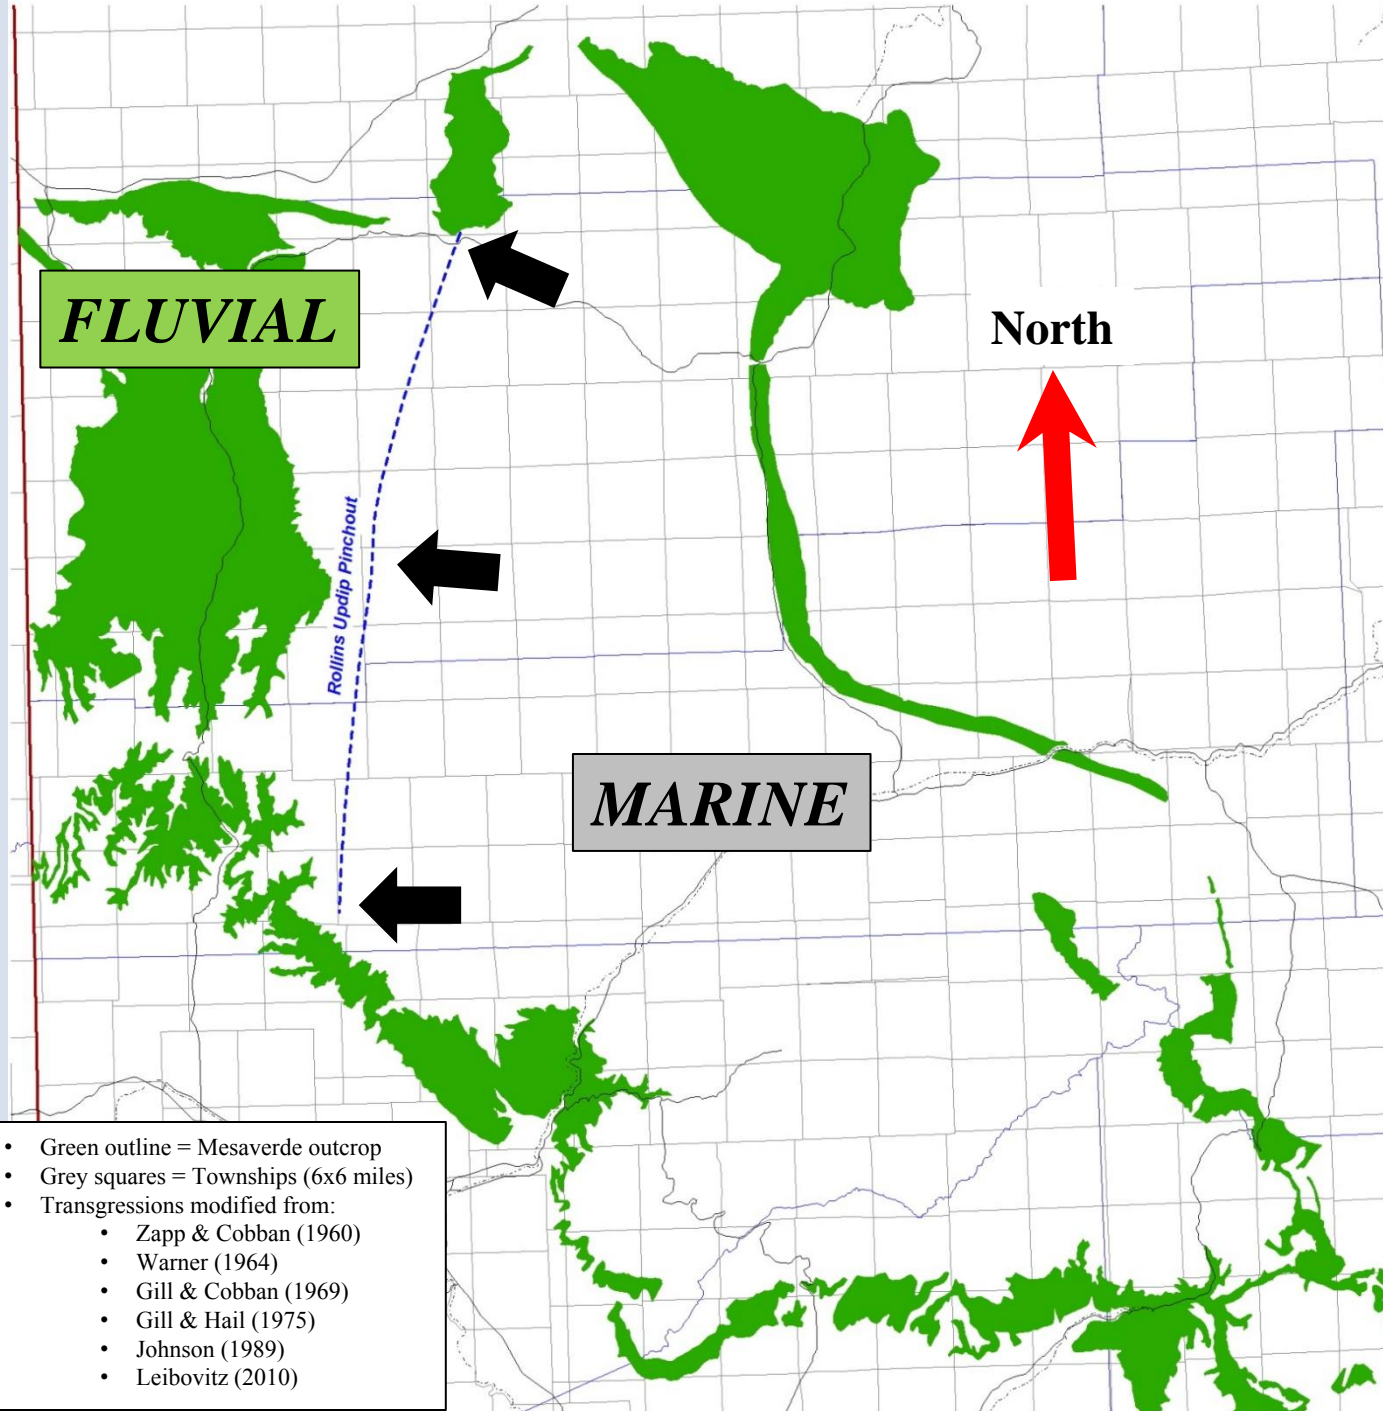 FLUVIAL
North
Rollins Updip Pinchout
MARINE
• Green outline = Mesaverde outcrop
• Grey squares = Townships (6x6 miles)
• Transgressions modified from:
• Zapp & Cobban (1960)
• Warner (1964)
• Gill & Cobban (1969)
• Gill & Hail (1975)
• Johnson (1989)
• Leibovitz (2010)